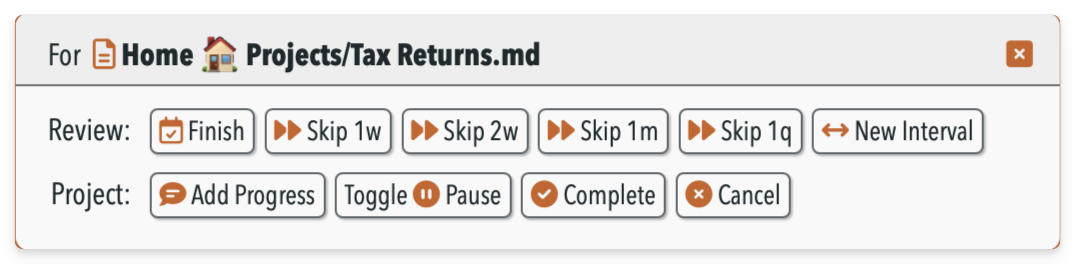 For Home 🏠 Projects/Tax Returns.md
Review: Finish Skip 1w Skip 2w Skip 1m Skip 1q New Interval
Project: Add Progress Toggle Pause Complete Cancel